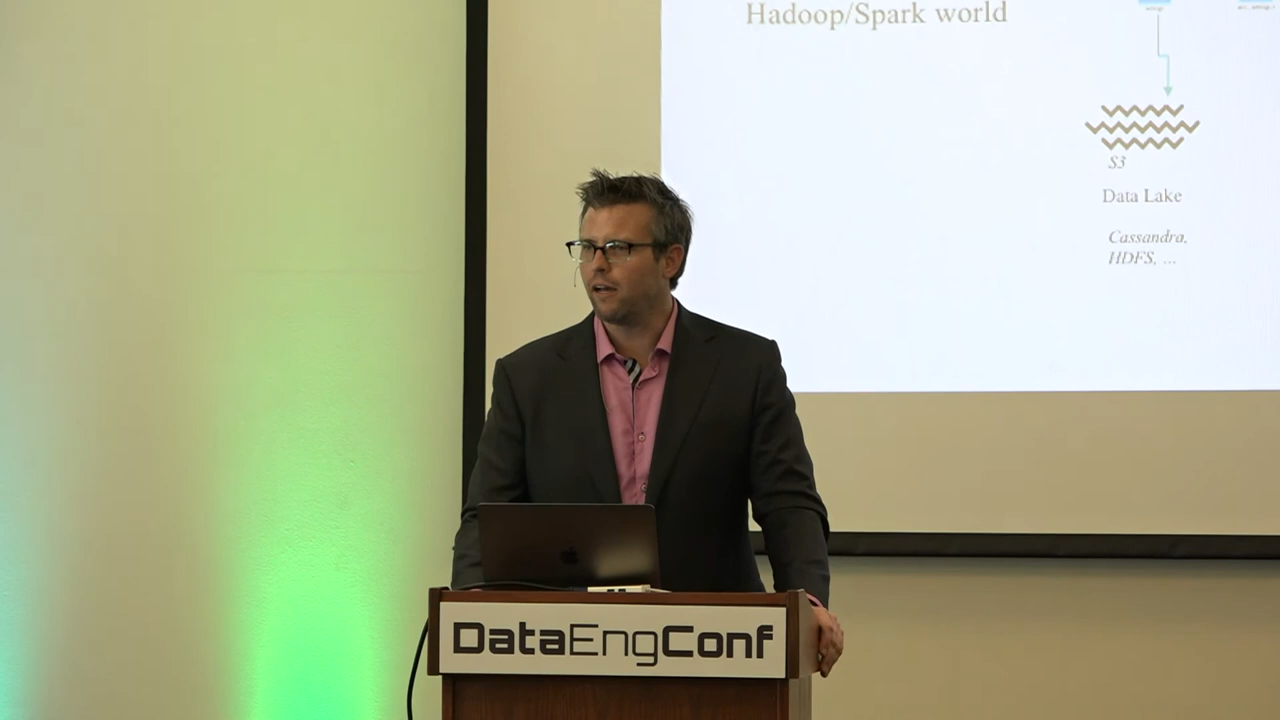 Hadoop/Spark world
S3
Data Lake
Cassandra,
HDFS, ...
DataEngConf